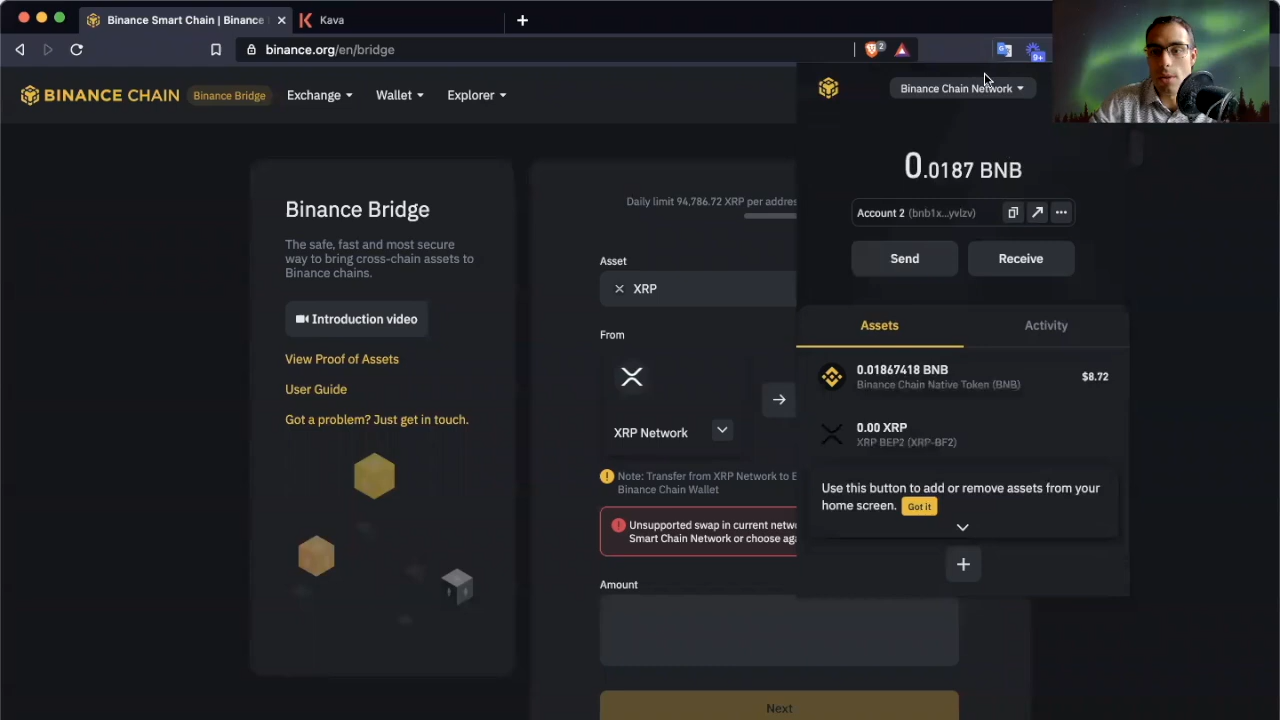 Binance Smart Chain | Binance
Kava
binance.org/en/bridge
2
9+
BINANCE CHAIN
Binance Bridge
Exchange
Wallet
Explorer
Binance Chain Network
0.0187 BNB
Account 2 (bnb1x...yvlzv)
Send
Receive
Assets
Activity
0.01867418 BNB
Binance Chain Native Token (BNB)
$8.72
0.00 XRP
XRP BEP2 (XRP-BF2)
Use this button to add or remove assets from your
home screen. Got it
Binance Bridge
The safe, fast and most secure
way to bring cross-chain assets to
Binance chains.
Introduction video
View Proof of Assets
User Guide
Got a problem? Just get in touch.
Daily limit 94,786.72 XRP per
Asset
XRP
From
XRP Network
Note: Transfer from XRP Network to
Binance Chain Wallet
Unsupported swap in current
Smart Chain Network or choose
Amount
Next